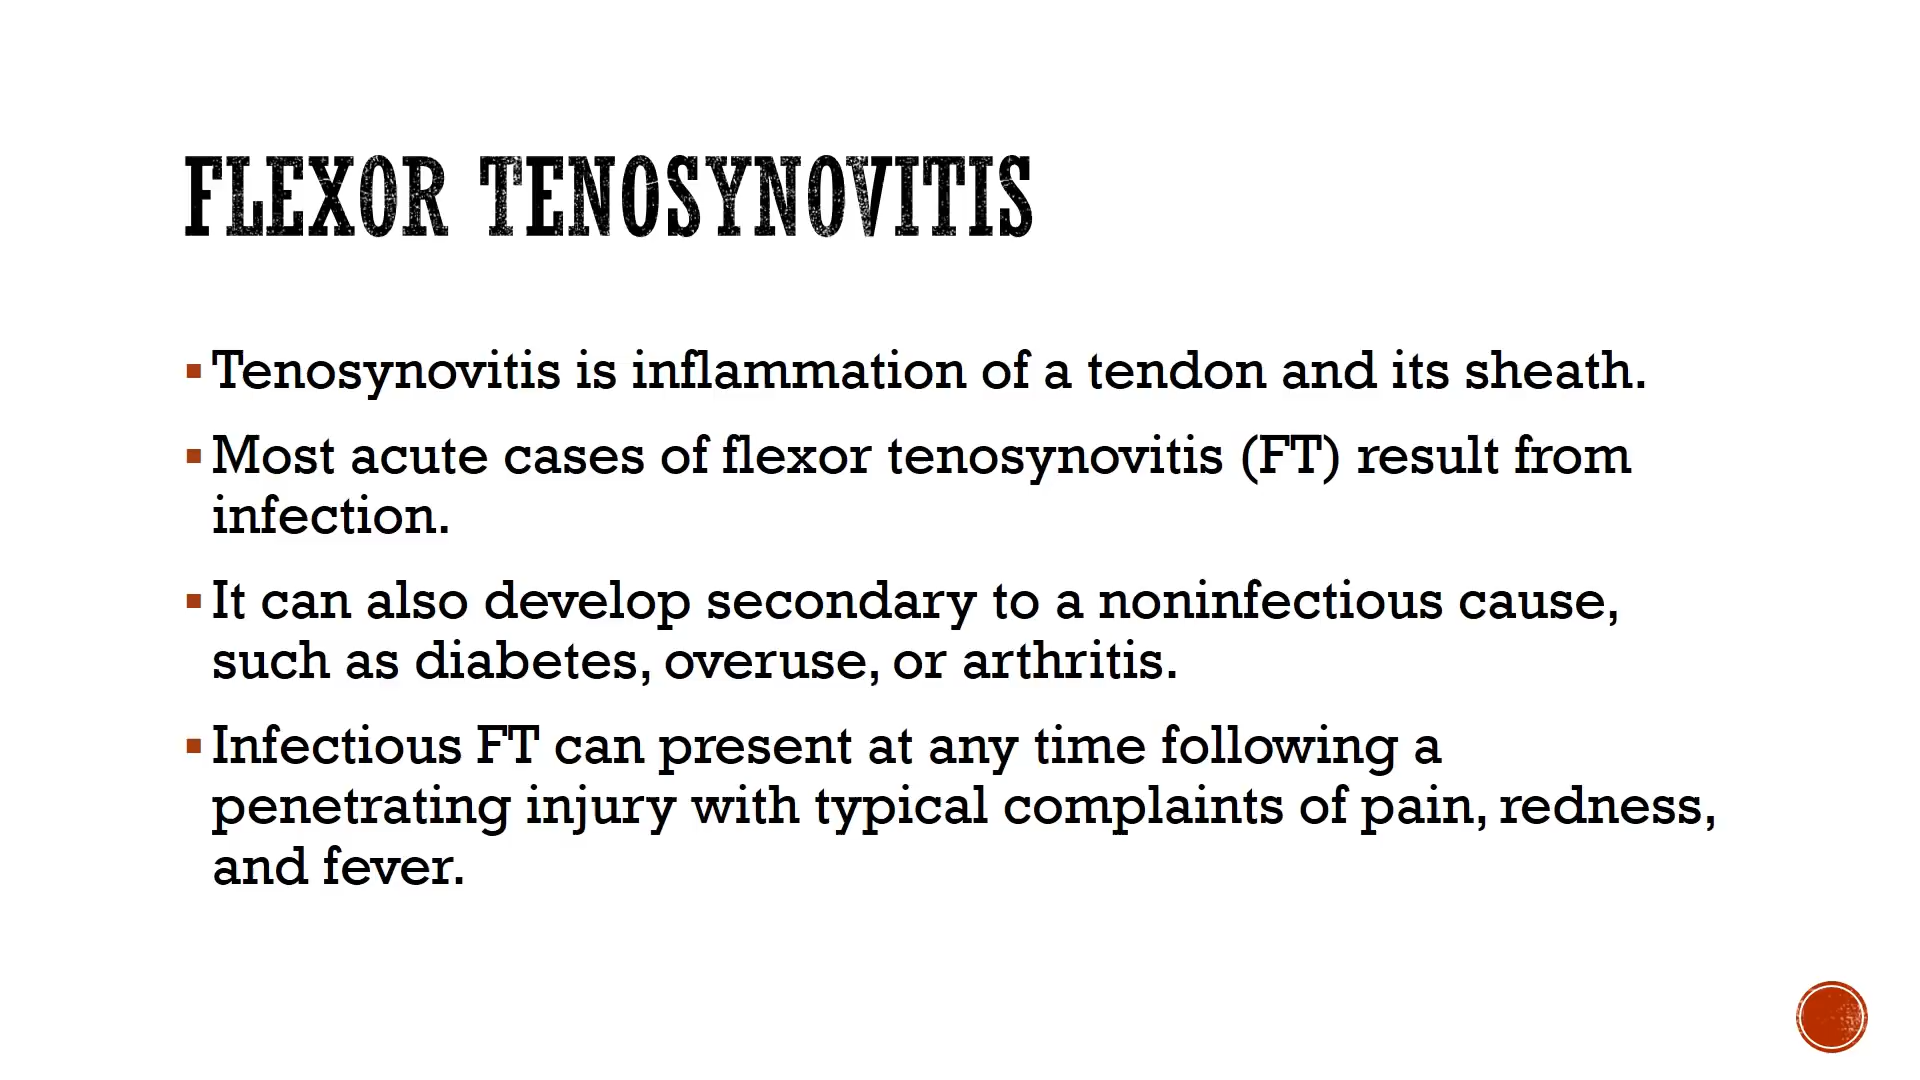 FLEXOR TENOSYNOVITIS
▪Tenosynovitis is inflammation of a tendon and its sheath.
▪Most acute cases of flexor tenosynovitis (FT) result from
infection.
▪It can also develop secondary to a noninfectious cause,
such as diabetes, overuse, or arthritis.
▪Infectious FT can present at any time following a
penetrating injury with typical complaints of pain, redness,
and fever.